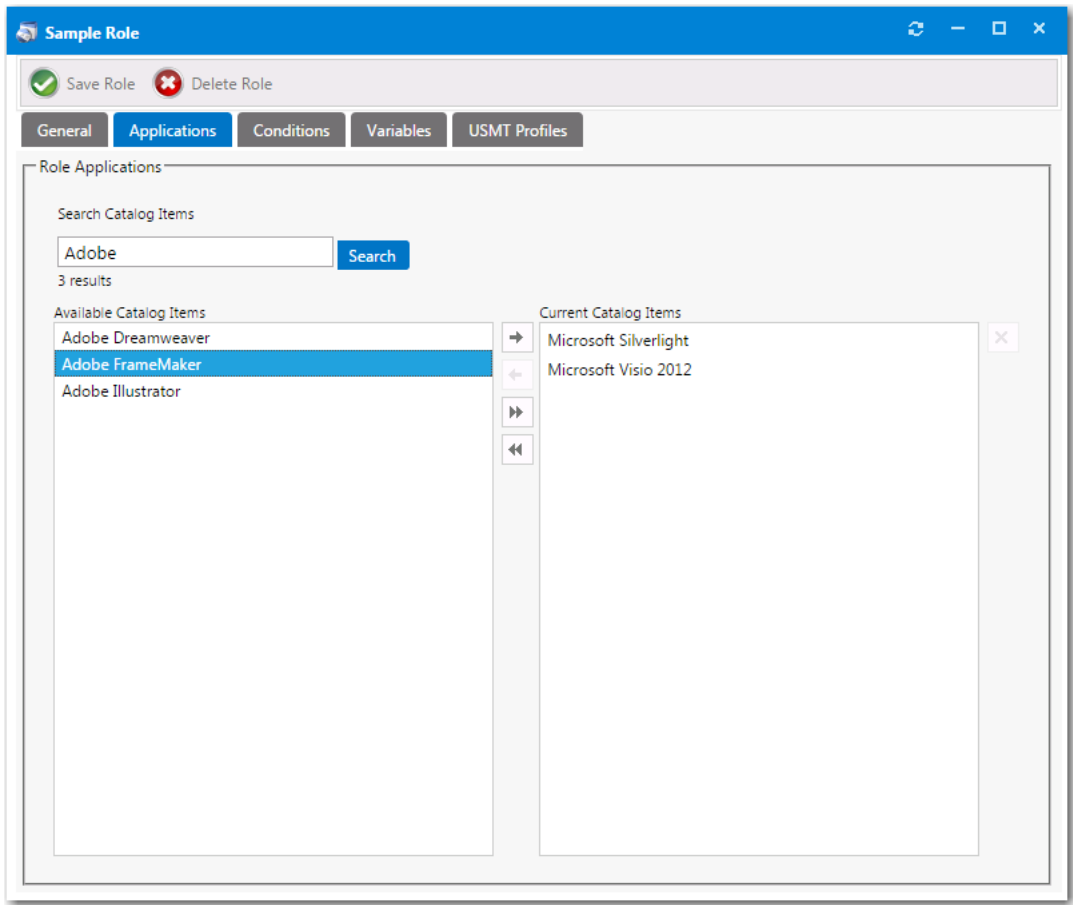 Sample Role
Save Role Delete Role
General Applications Conditions Variables USMT Profiles
Role Applications
Search Catalog Items
Adobe Search
3 results
Available Catalog Items
Adobe Dreamweaver
Adobe FrameMaker
Adobe Illustrator
Current Catalog Items
Microsoft Silverlight
Microsoft Visio 2012